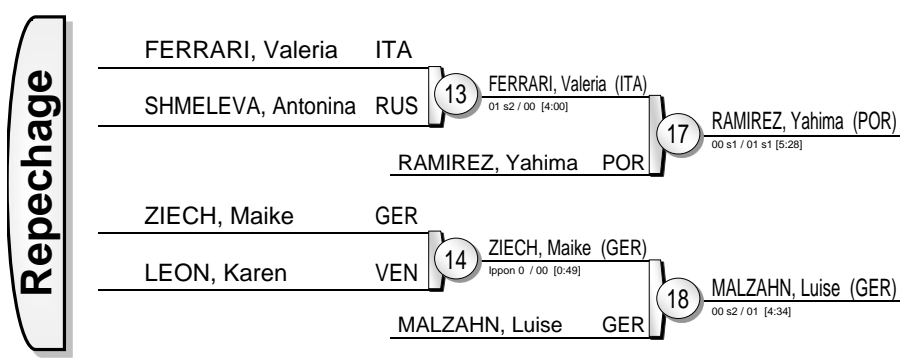 Repechage
FERRARI, Valeria ITA
SHMELEVA, Antonina RUS
13
FERRARI, Valeria (ITA)
01 s2 / 00 [4:00]
RAMIREZ, Yahima POR
17
RAMIREZ, Yahima (POR)
00 s1 / 01 s1 [5:28]
ZIECH, Maike GER
LEON, Karen VEN
14
ZIECH, Maike (GER)
Ippon 0 / 00 [0:49]
MALZAHN, Luise GER
18
MALZAHN, Luise (GER)
00 s2 / 01 [4:34]